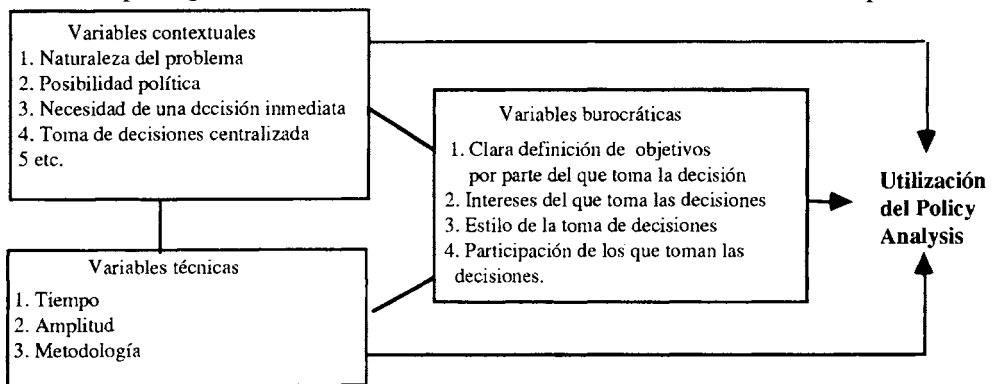 Variables contextuales
1. Naturaleza del problema
2. Posibilidad política
3. Necesidad de una dccisión inmediata
4. Toma de decisiones centralizada
5 etc.
Variables burocráticas
1. Clara definición de objetivos
por parte del que toma la decisión
2. Intereses del que toma las decisiones
3. Estilo de la toma de decisiones
4. Participación de los que toman las
decisiones.
Utilización
del Policy
Analysis
Variables técnicas
1. Tiempo
2. Amplitud
3. Metodología